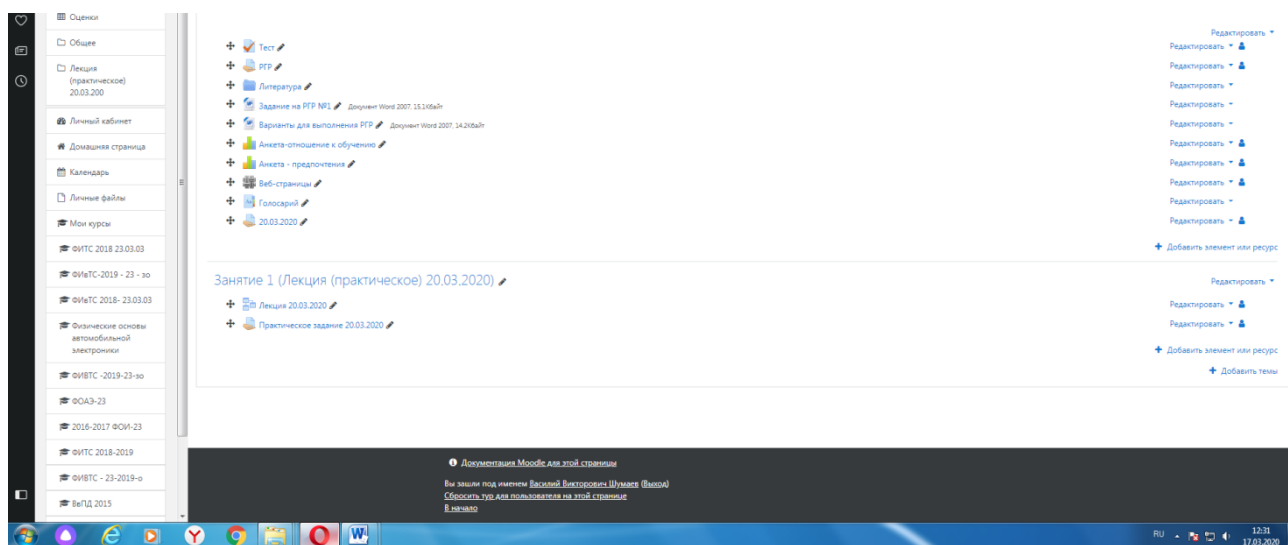 Оценки
Общее
Лекция
(практическое)
20.03.200
Личный кабинет
Домашняя страница
Календарь
Личные файлы
Мои курсы
ФИТС 2018 23.03.03
ФИвТС-2019 - 23 - зо
ФИвТС 2018- 23.03.03
Физические основы
автомобильной
электроники
ФИВТС -2019-23-зо
ФОАЭ-23
2016-2017 ФОИ-23
ФИТС 2018-2019
ФИВТС - 23-2019-о
ВвПД 2015
Редактировать
Тест Редактировать
РГР Редактировать
Литература Редактировать
Задание на РГР №1 Документ Word 2007, 15.1Кбайт Редактировать
Варианты для выполнения РГР Документ Word 2007, 14.2Кбайт Редактировать
Анкета-отношение к обучению Редактировать
Анкета - предпочтения Редактировать
Веб-страницы Редактировать
Голосарий Редактировать
20.03.2020 Редактировать
+ Добавить элемент или ресурс
Занятие 1 (Лекция (практическое) 20.03.2020) Редактировать
Лекция 20.03.2020 Редактировать
Практическое задание 20.03.2020 Редактировать
+ Добавить элемент или ресурс
+ Добавить темы
Документация Moodle для этой страницы
Вы зашли под именем Василий Викторович Шумаев (Выход)
Сбросить тур для пользователя на этой странице
В начало
RU 12:31
17.03.2020